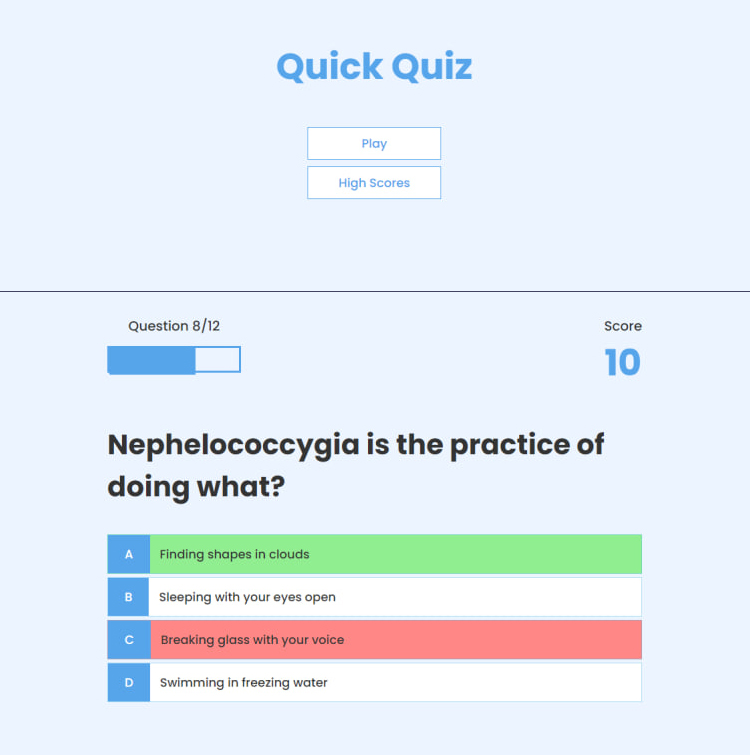 Quick Quiz
Play
High Scores
Question 8/12
Score
10
Nephelococcygia is the practice of
doing what?
A Finding shapes in clouds
B Sleeping with your eyes open
C Breaking glass with your voice
D Swimming in freezing water